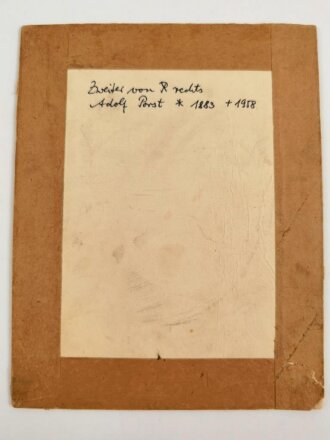 Zweiter von R rechts
Adolf Porst * 1883 + 1958